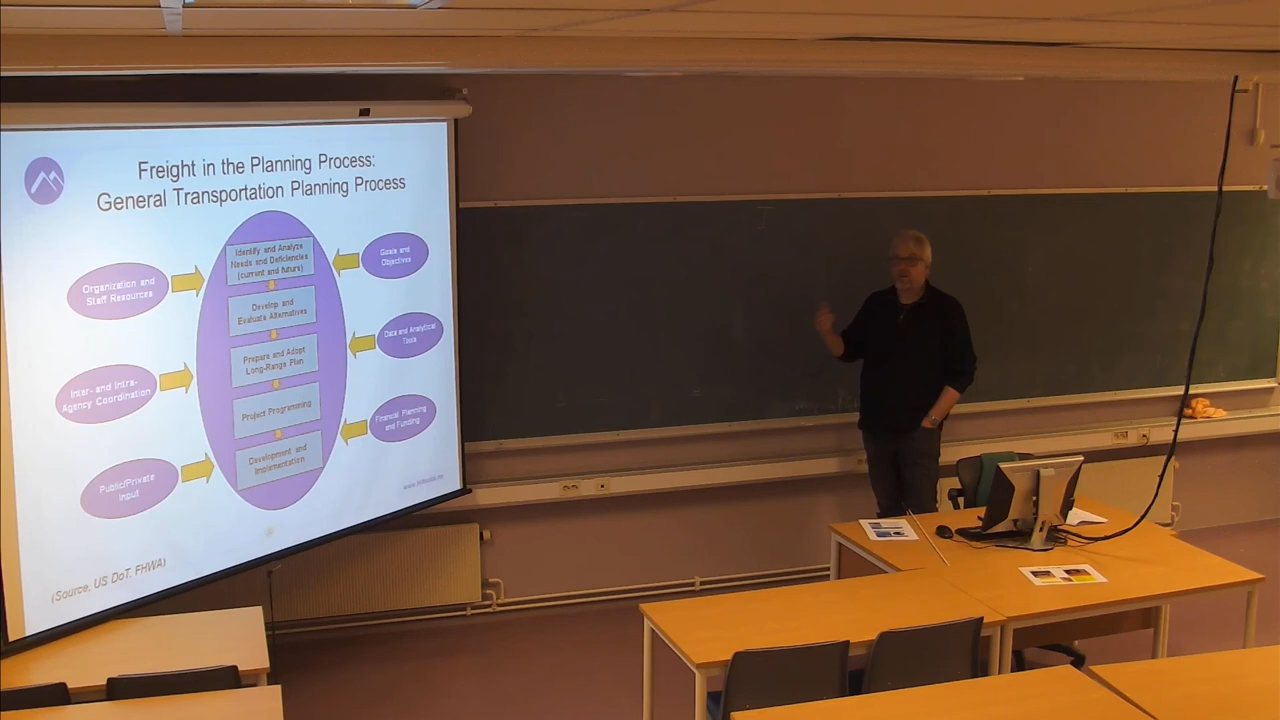 Freight in the Planning Process:
General Transportation Planning Process
Identify and Analyze
Needs and Deficiencies
(current and future)
Develop and
Evaluate Alternatives
Prepare and Adopt
Long-Range Plan
Project Programming
Development and
Implementation
Organization and
Staff Resources
Inter- and Intra-
Agency Coordination
Public/Private
Input
Goals and
Objectives
Data and Analytical
Tools
Financial Planning
and Funding
(Source, US DoT, FHWA)